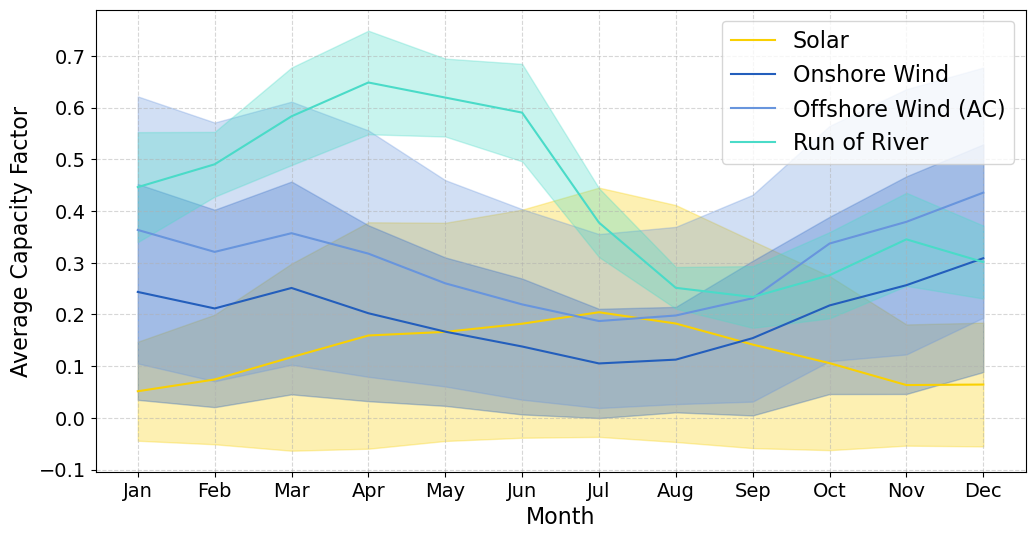 Average Capacity Factor
0.7
0.6
0.5
0.4
0.3
0.2
0.1
0.0
−0.1
Solar
Onshore Wind
Offshore Wind (AC)
Run of River
Jan Feb Mar Apr May Jun Jul Aug Sep Oct Nov Dec
Month